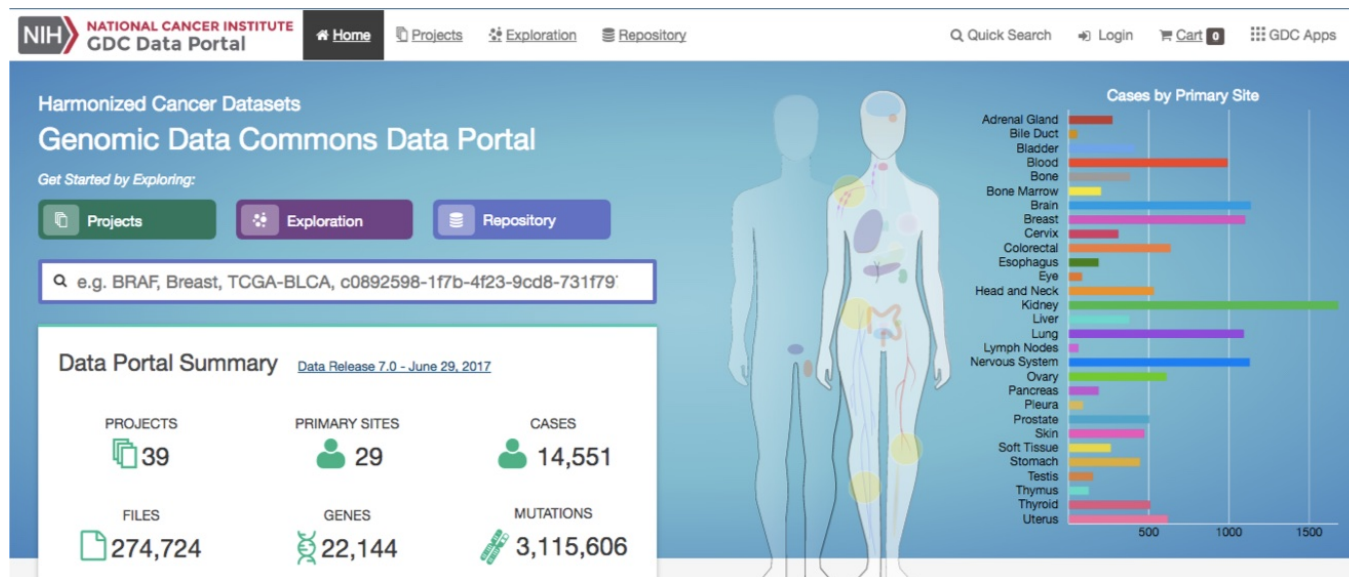 NIH NATIONAL CANCER INSTITUTE
GDC Data Portal
Home
Projects
Exploration
Repository
Quick Search
Login
Cart 0
GDC Apps
Harmonized Cancer Datasets
Genomic Data Commons Data Portal
Get Started by Exploring:
Projects
Exploration
Repository
e.g. BRAF, Breast, TCGA-BLCA, c0892598-1f7b-4f23-9cd8-731f797
Data Portal Summary
Data Release 7.0 - June 29, 2017
PROJECTS
39
PRIMARY SITES
29
CASES
14,551
FILES
274,724
GENES
22,144
MUTATIONS
3,115,606
Cases by Primary Site
Adrenal Gland
Bile Duct
Bladder
Blood
Bone
Bone Marrow
Brain
Breast
Cervix
Colorectal
Esophagus
Eye
Head and Neck
Kidney
Liver
Lung
Lymph Nodes
Nervous System
Ovary
Pancreas
Pleura
Prostate
Skin
Soft Tissue
Stomach
Testis
Thymus
Thyroid
Uterus
500
1000
1500